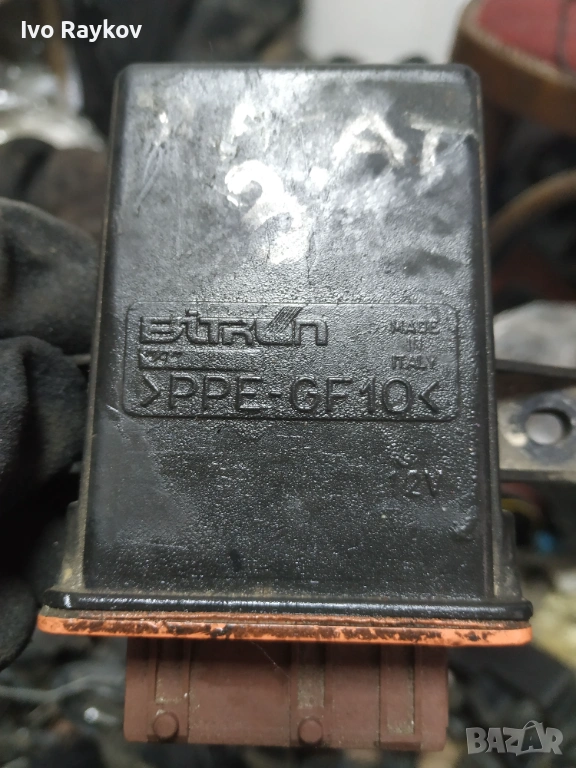 Ivo Raykov
BiTRON
MADE
IN
ITALY
>PPE-GF10<
12V
BAZAR